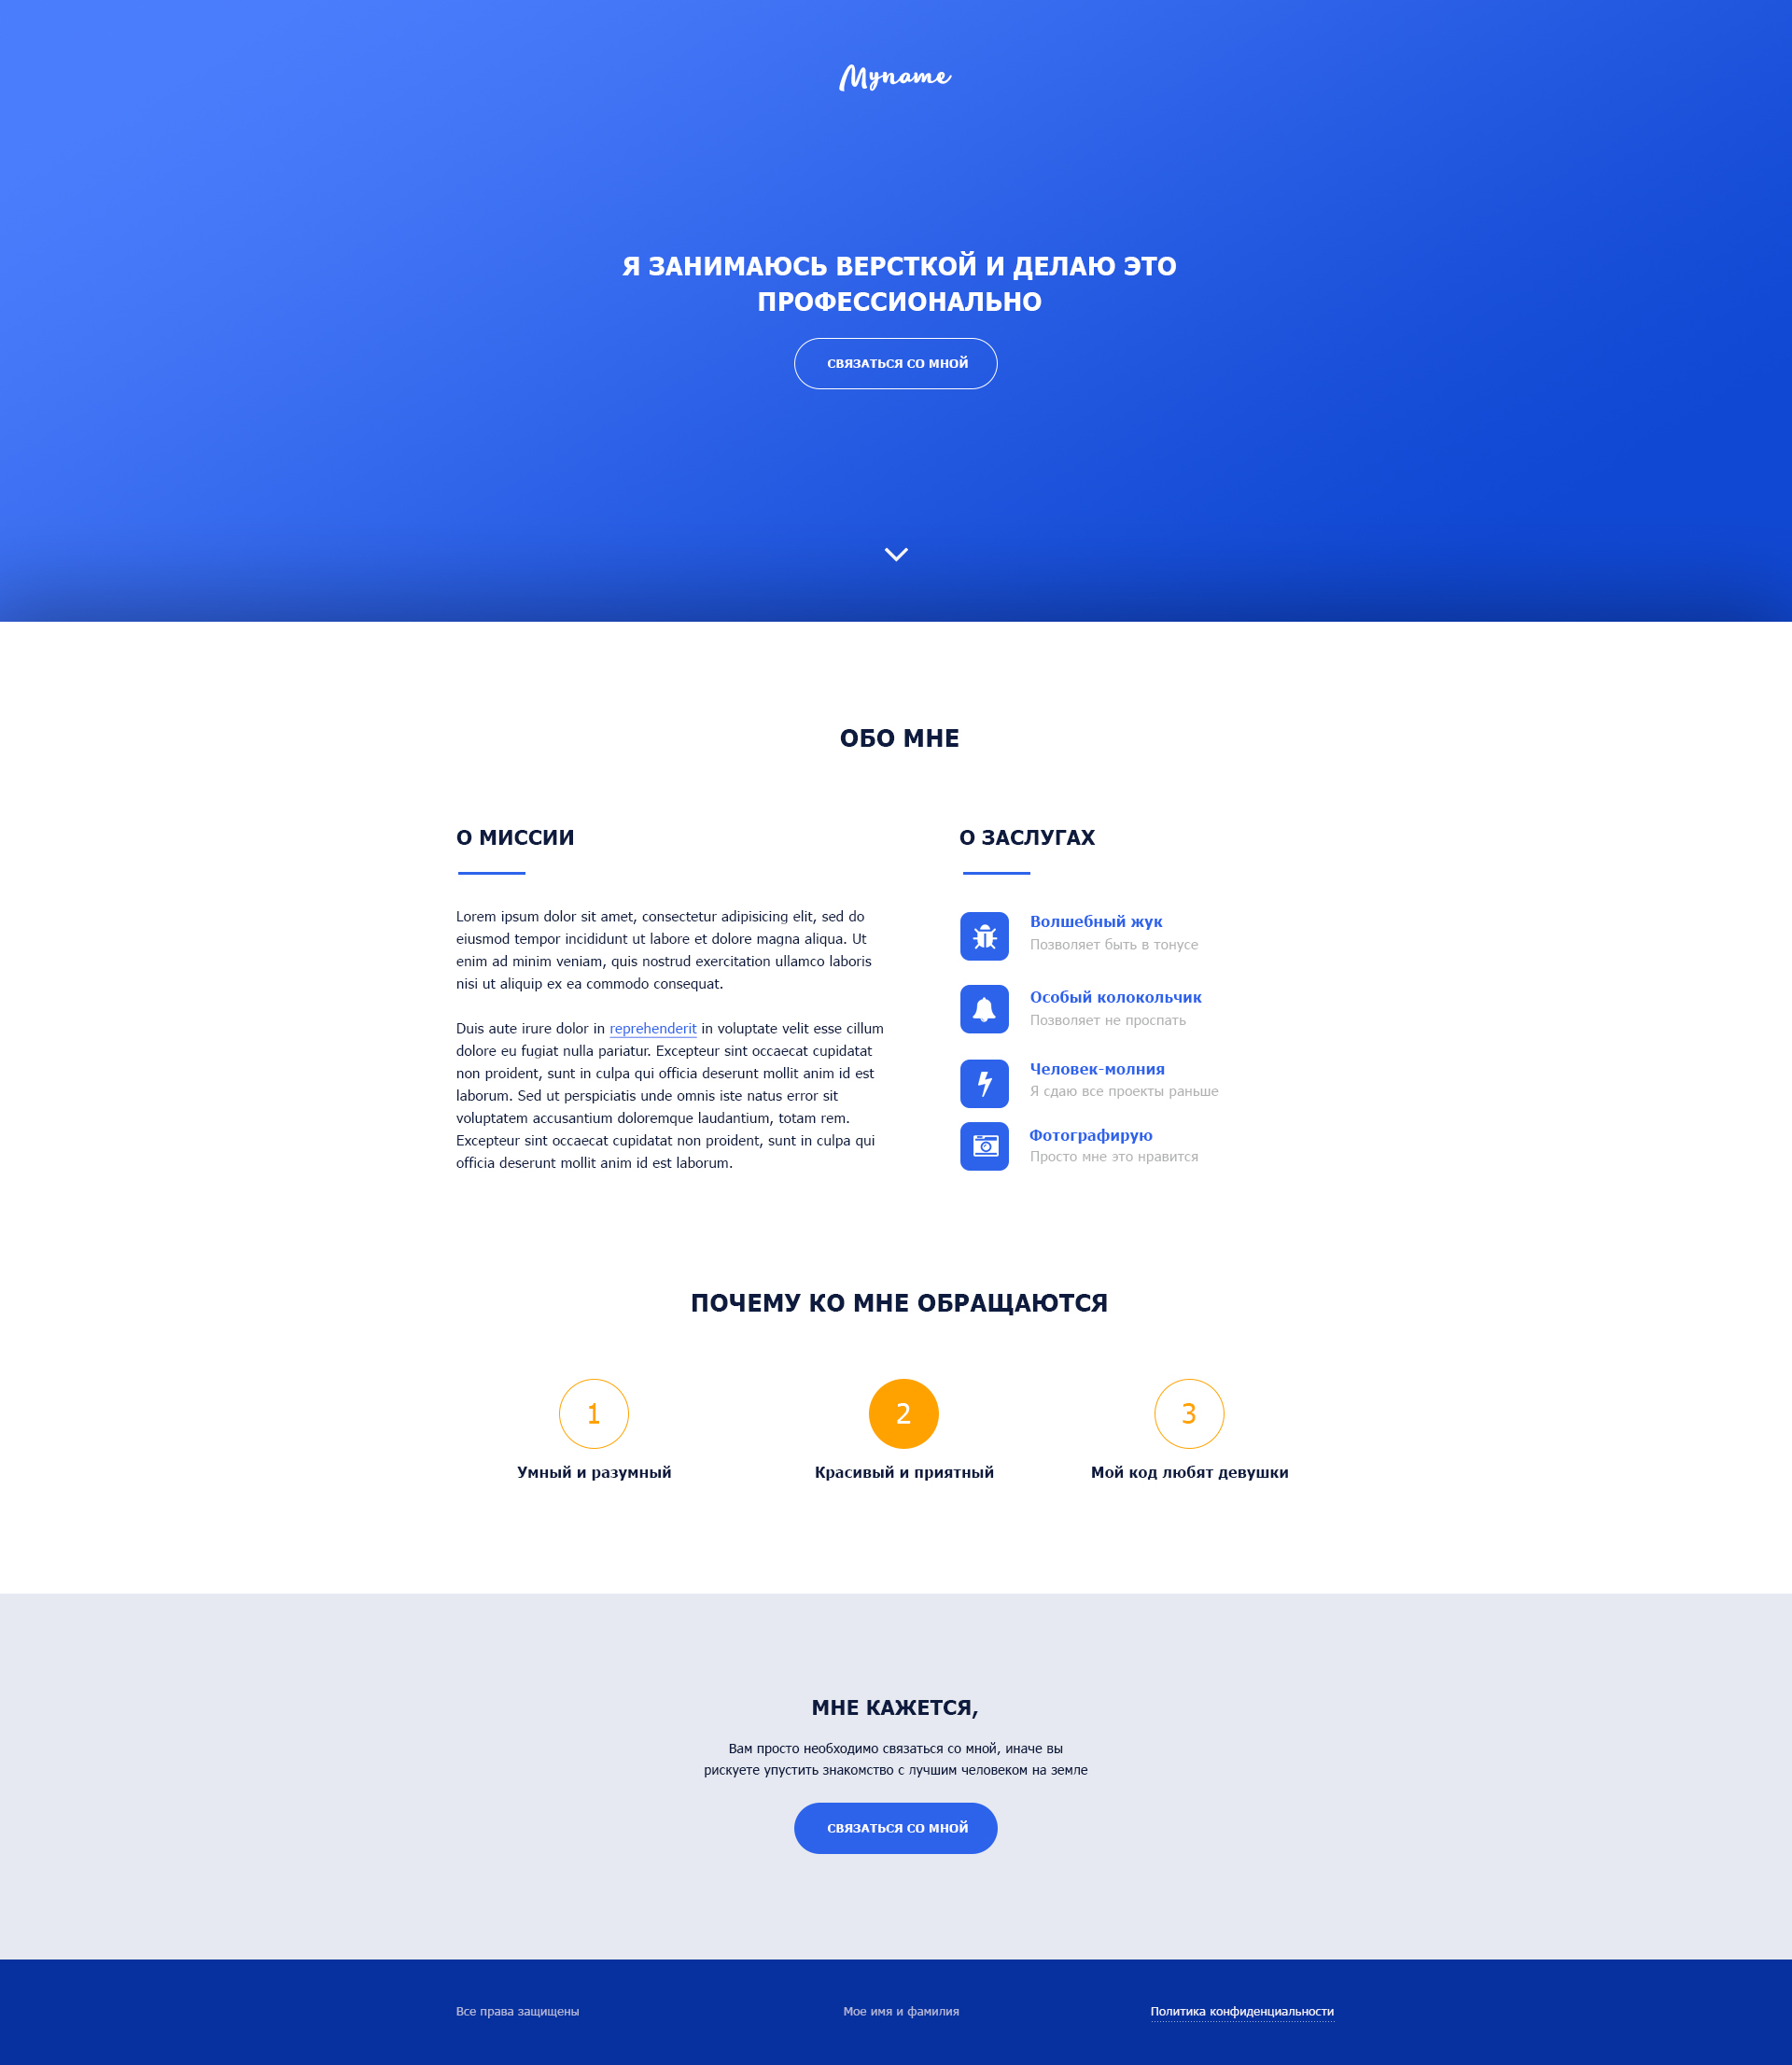 Myname
Я ЗАНИМАЮСЬ ВЕРСТКОЙ И ДЕЛАЮ ЭТО
ПРОФЕССИОНАЛЬНО
СВЯЗАТЬСЯ СО МНОЙ
ОБО МНЕ
О МИССИИ
Lorem ipsum dolor sit amet, consectetur adipisicing elit, sed do
eiusmod tempor incididunt ut labore et dolore magna aliqua. Ut
enim ad minim veniam, quis nostrud exercitation ullamco laboris
nisi ut aliquip ex ea commodo consequat.
Duis aute irure dolor in reprehenderit in voluptate velit esse cillum
dolore eu fugiat nulla pariatur. Excepteur sint occaecat cupidatat
non proident, sunt in culpa qui officia deserunt mollit anim id est
laborum. Sed ut perspiciatis unde omnis iste natus error sit
voluptatem accusantium doloremque laudantium, totam rem.
Excepteur sint occaecat cupidatat non proident, sunt in culpa qui
officia deserunt mollit anim id est laborum.
О ЗАСЛУГАХ
Волшебный жук
Позволяет быть в тонусе
Особый колокольчик
Позволяет не проспать
Человек-молния
Я сдаю все проекты раньше
Фотографирую
Просто мне это нравится
ПОЧЕМУ КО МНЕ ОБРАЩАЮТСЯ
1
Умный и разумный
2
Красивый и приятный
3
Мой код любят девушки
МНЕ КАЖЕТСЯ,
Вам просто необходимо связаться со мной, иначе вы
рискуете упустить знакомство с лучшим человеком на земле
СВЯЗАТЬСЯ СО МНОЙ
Все права защищены
Мое имя и фамилия
Политика конфиденциальности